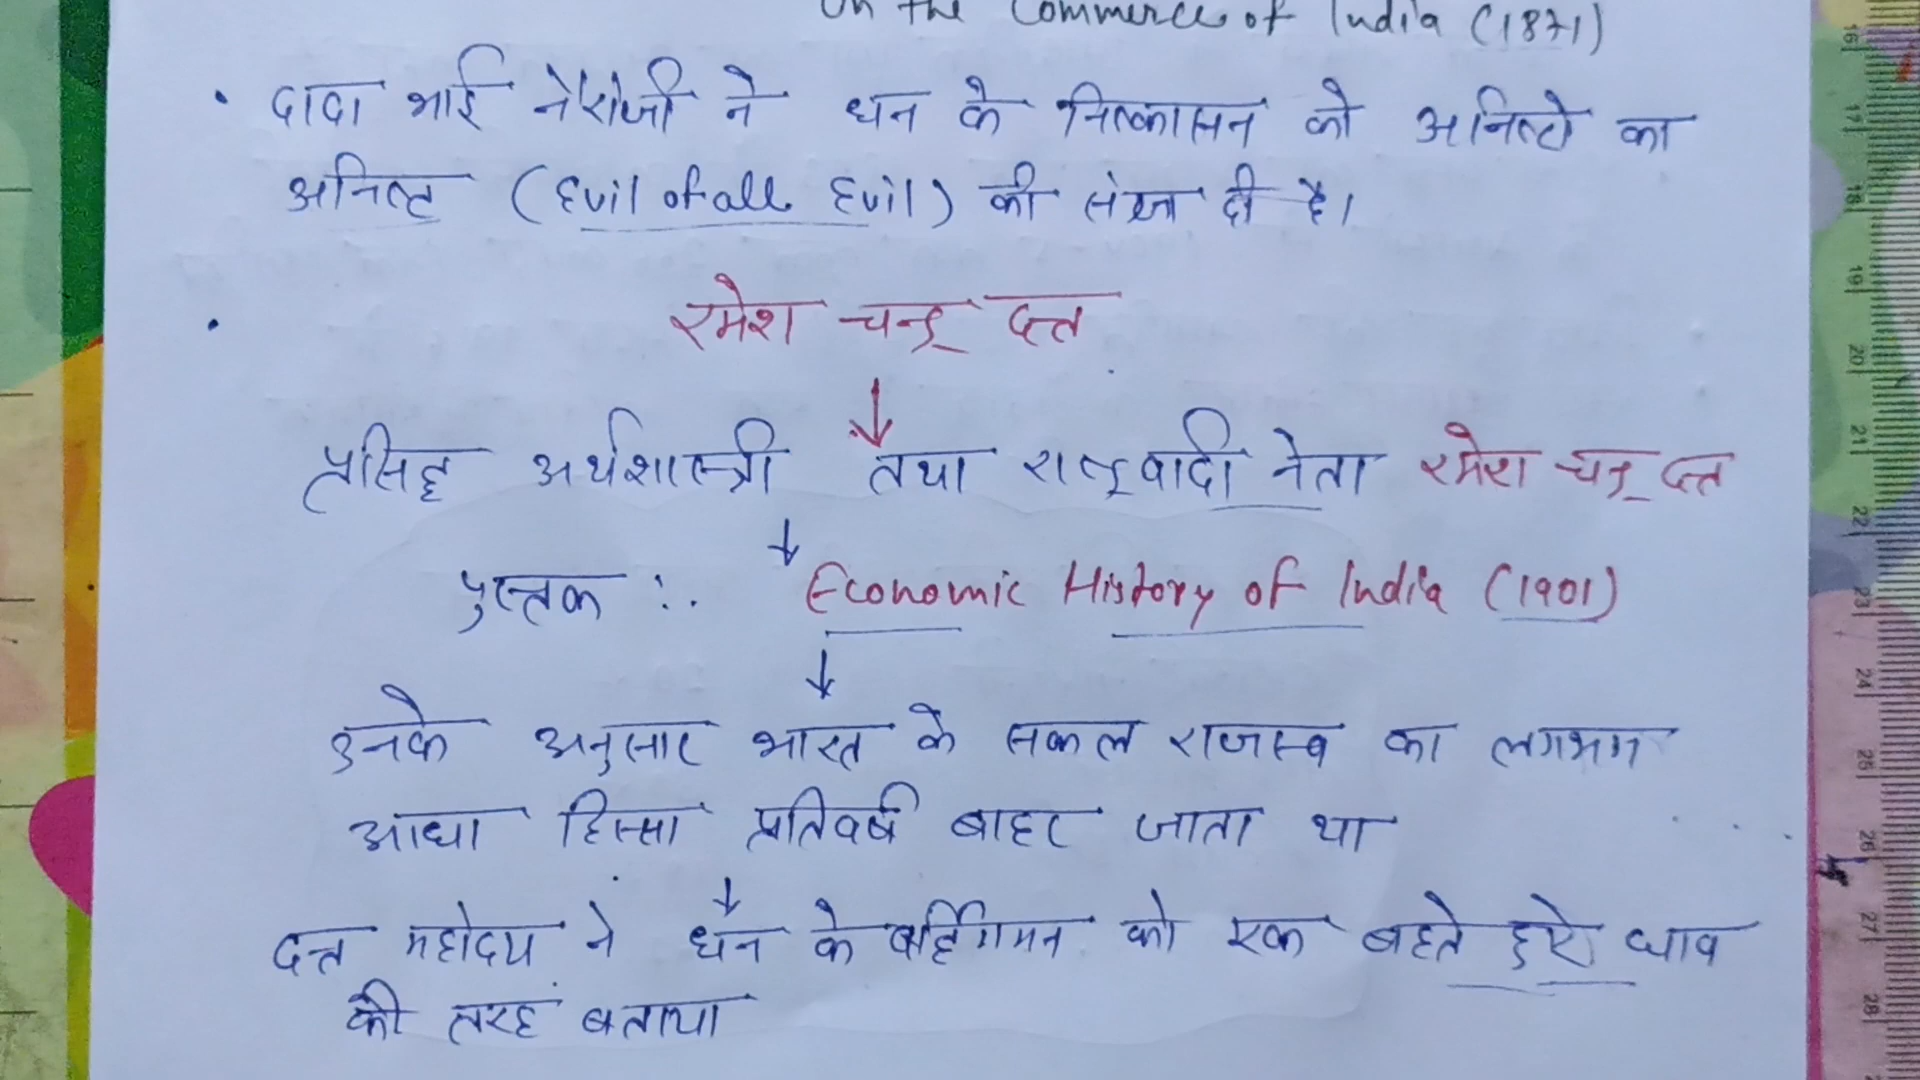 On the Commerce of India (1871)
• दादा भाई नेरोजी ने धन के निष्कासन को अनिष्टो का
अनिष्ट (Evil of all Evil) की संज्ञा दी है।
• रमेश चन्द्र दत्त
↓
प्रसिद्ध अर्थशास्त्री तथा राष्ट्रवादी नेता रमेश चन्द्र दत्त
↓
पुस्तक :. Economic History of India (1901)
↓
उनके अनुसार भारत के सकल राजस्व का लगभग
आधा हिस्सा प्रतिवर्ष बाहर जाता था
↓
दत्त महोदय ने धन के बर्हिगमन को एक बहते हुऐ घाव
की तरह बताया